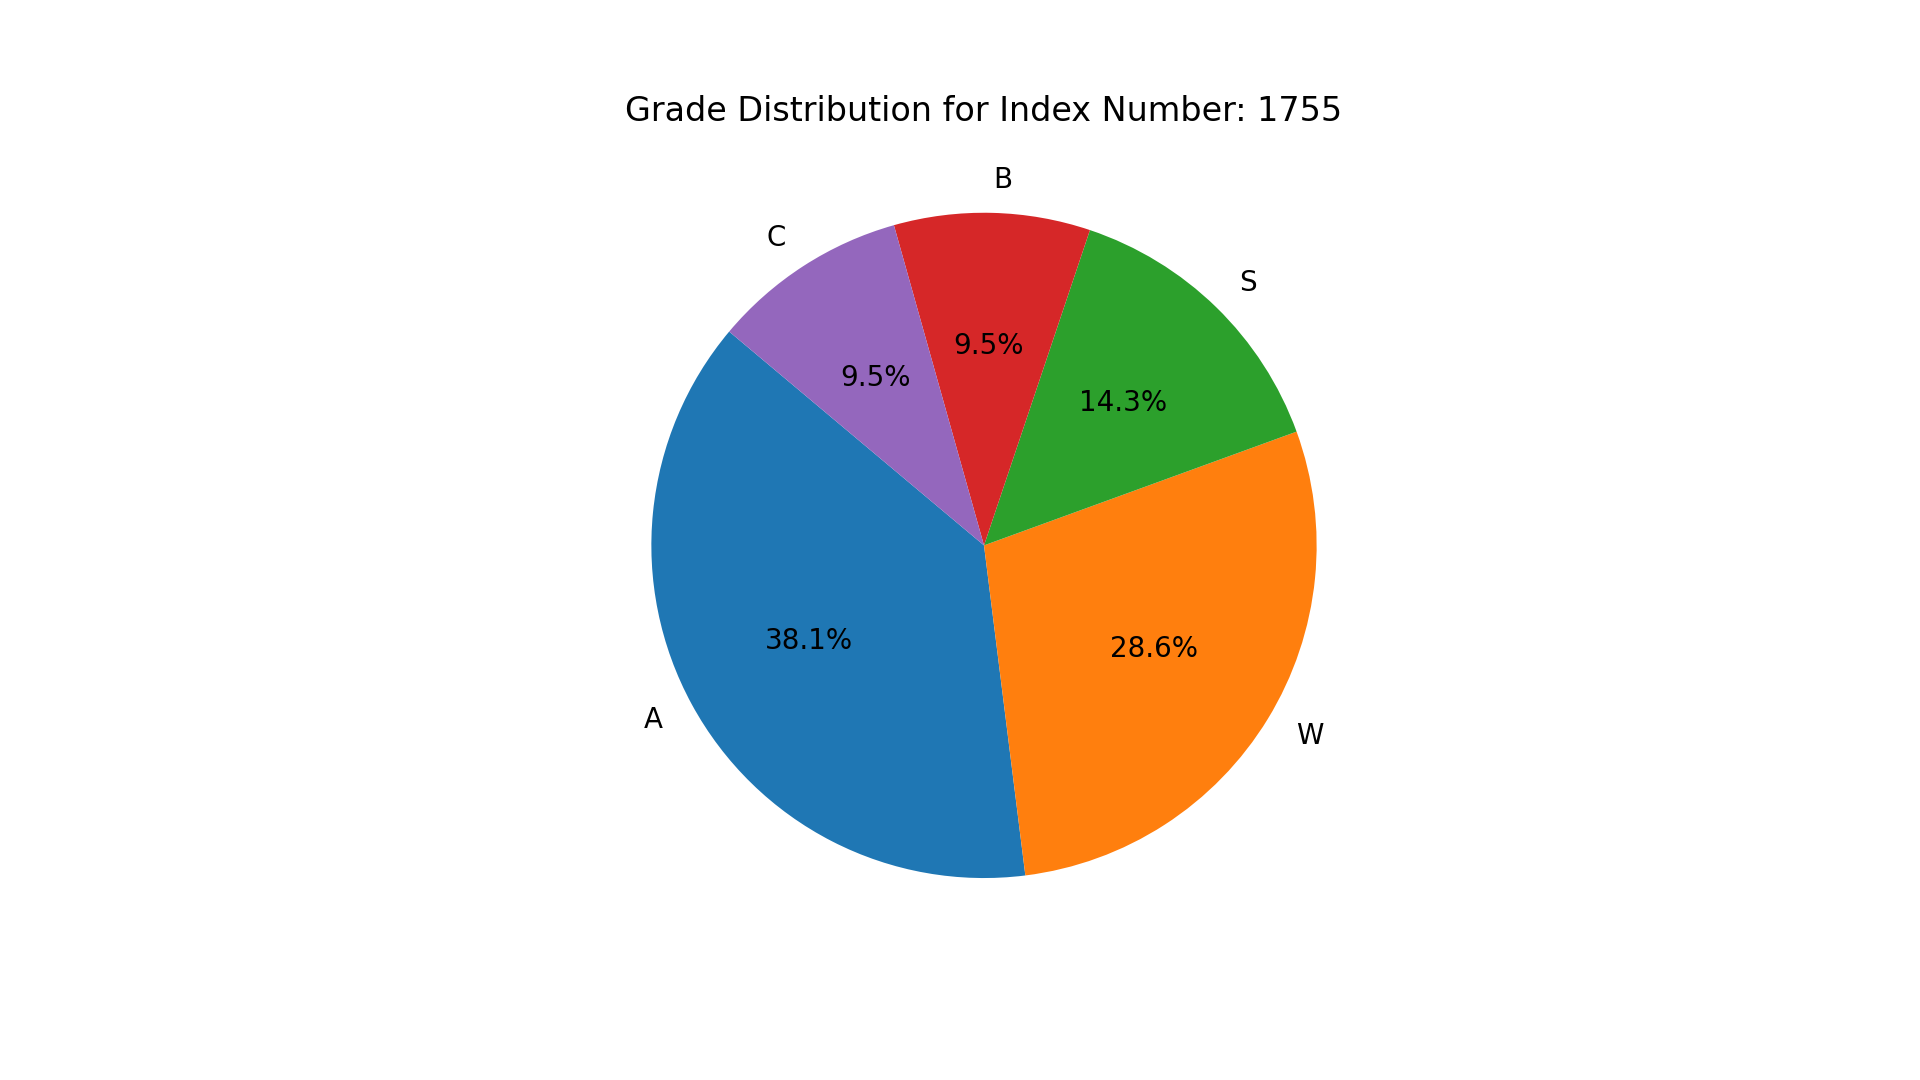 Grade Distribution for Index Number: 1755
B
C
S
9.5%
9.5%
14.3%
38.1%
28.6%
A
W